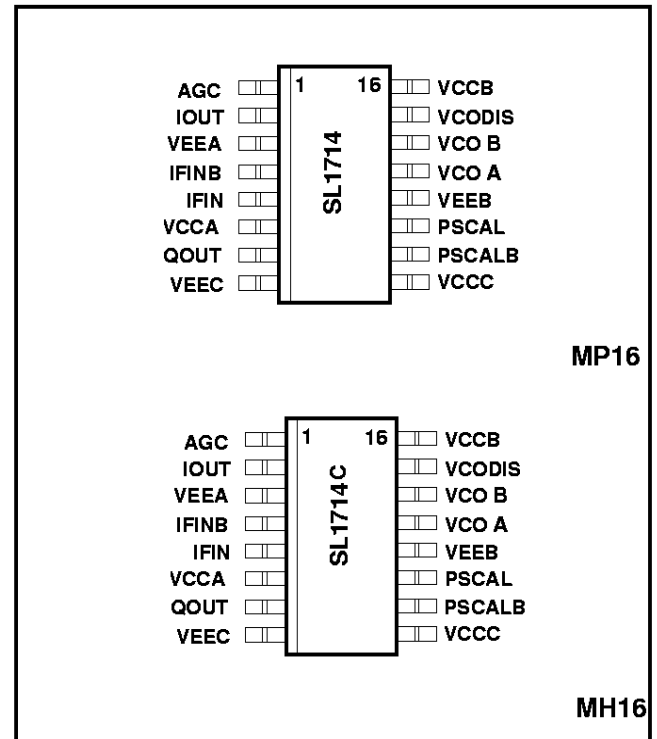 AGC 1 16 VCCB
IOUT VCODIS
VEEA VCO B
IFINB VCO A
IFIN VEEB
VCCA PSCAL
QOUT PSCALB
VEEC VCCC
SL1714
MP16
AGC 1 16 VCCB
IOUT VCODIS
VEEA VCO B
IFINB VCO A
IFIN VEEB
VCCA PSCAL
QOUT PSCALB
VEEC VCCC
SL1714C
MH16